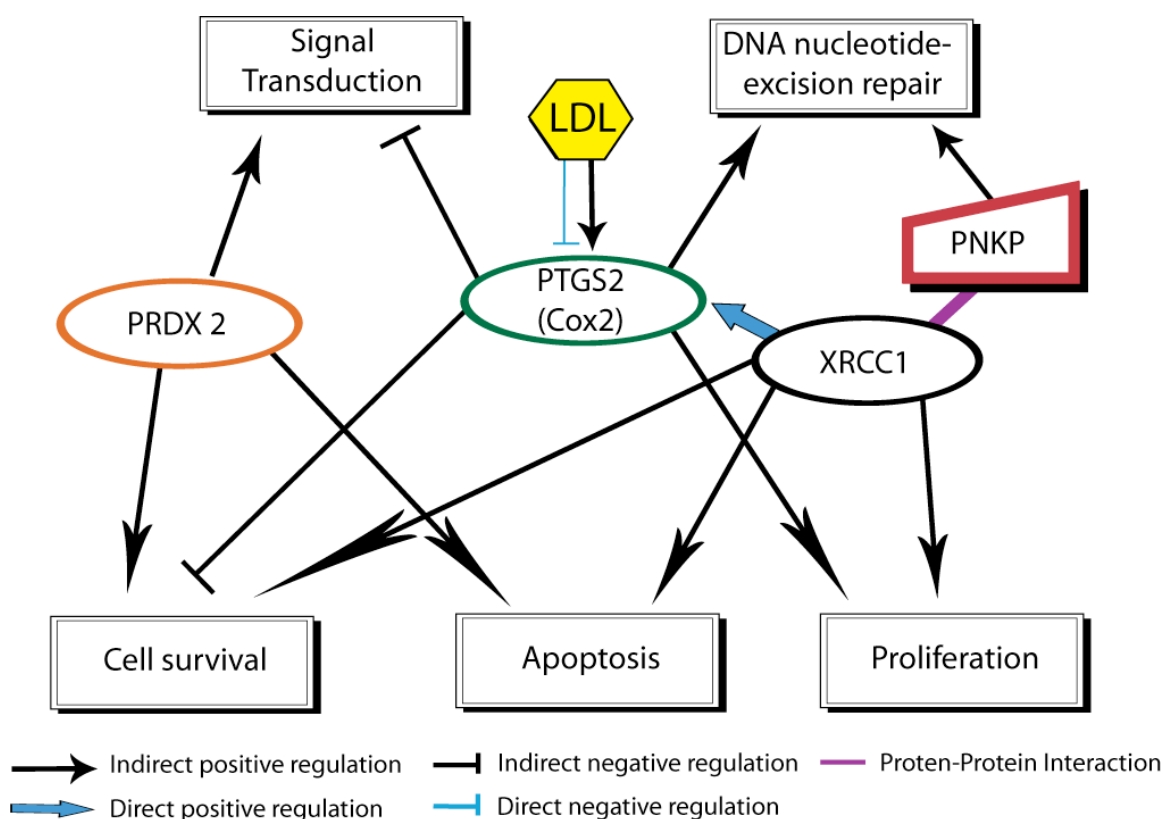 Signal
Transduction
DNA nucleotide-
excision repair
LDL
PNKP
PTGS2
(Cox2)
PRDX 2
XRCC1
Cell survival
Apoptosis
Proliferation
Indirect positive regulation
Indirect negative regulation
Proten-Protein Interaction
Direct positive regulation
Direct negative regulation